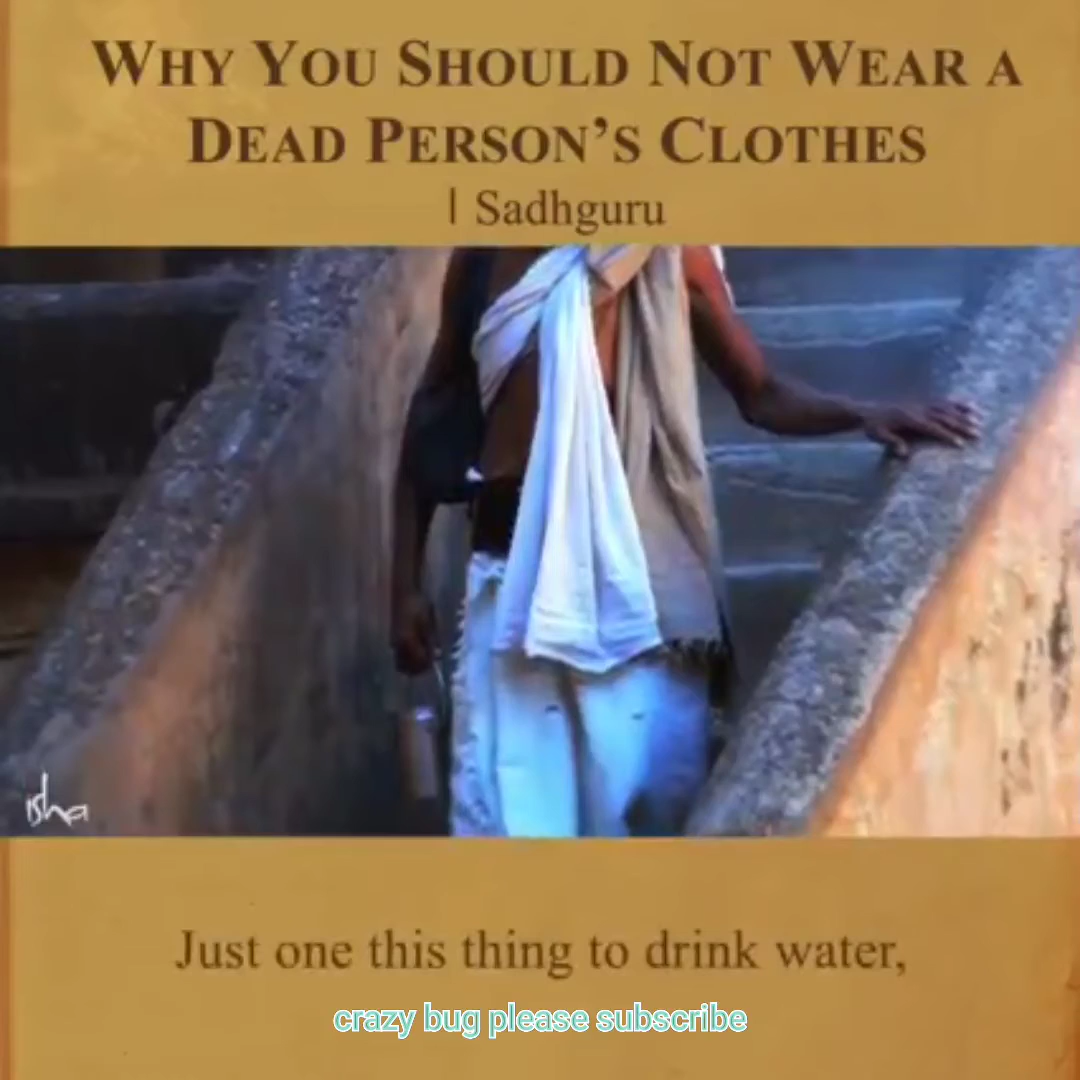 WHY YOU SHOULD NOT WEAR A
DEAD PERSON'S CLOTHES
| Sadhguru
isha
Just one this thing to drink water,
crazy bug please subscribe